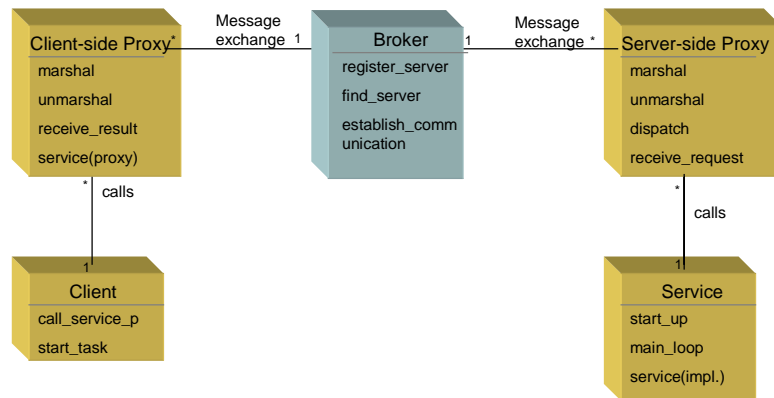 Message
exchange
Message
exchange
Client-side Proxy
*
1
marshal
unmarshal
receive_result
service(proxy)
Broker
register_server
find_server
establish_comm
unication
1
*
Server-side Proxy
marshal
unmarshal
dispatch
receive_request
*
calls
1
Client
call_service_p
start_task
*
calls
1
Service
start_up
main_loop
service(impl.)